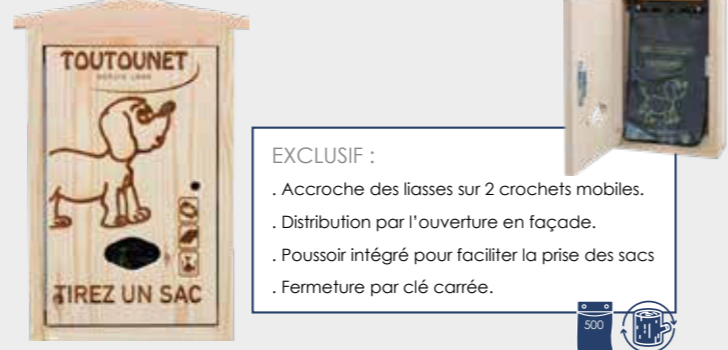 TOUTOUNET
DEPUIS
TIREZ UN SAC
EXCLUSIF :
. Accroche des liasses sur 2 crochets mobiles.
. Distribution par l'ouverture en façade.
. Poussoir intégré pour faciliter la prise des sacs
. Fermeture par clé carrée.
500